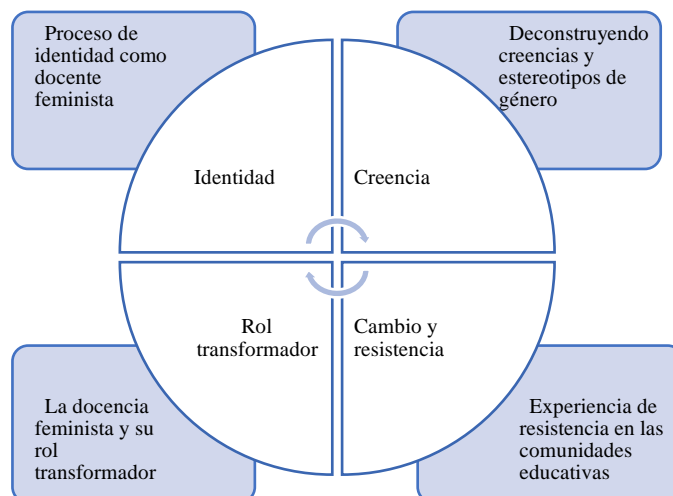 Proceso de
identidad como
docente
feminista
Deconstruyendo
creencias y
estereotipos de
género
Identidad
Creencia
Rol
transformador
Cambio y
resistencia
La docencia
feminista y su
rol
transformador
Experiencia de
resistencia en las
comunidades
educativas